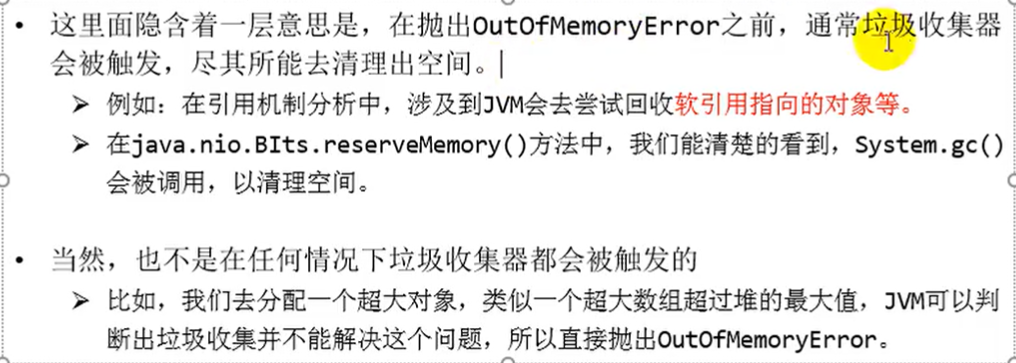 • 这里面隐含着一层意思是，在抛出OutOfMemoryError之前，通常垃圾收集器
会被触发，尽其所能去清理出空间。
➢ 例如：在引用机制分析中，涉及到JVM会去尝试回收软引用指向的对象等。
➢ 在java.nio.BIts.reserveMemory()方法中，我们能清楚的看到，System.gc()
会被调用，以清理空间。
• 当然，也不是在任何情况下垃圾收集器都会被触发的
➢ 比如，我们去分配一个超大对象，类似一个超大数组超过堆的最大值，JVM可以判
断出垃圾收集并不能解决这个问题，所以直接抛出OutOfMemoryError。